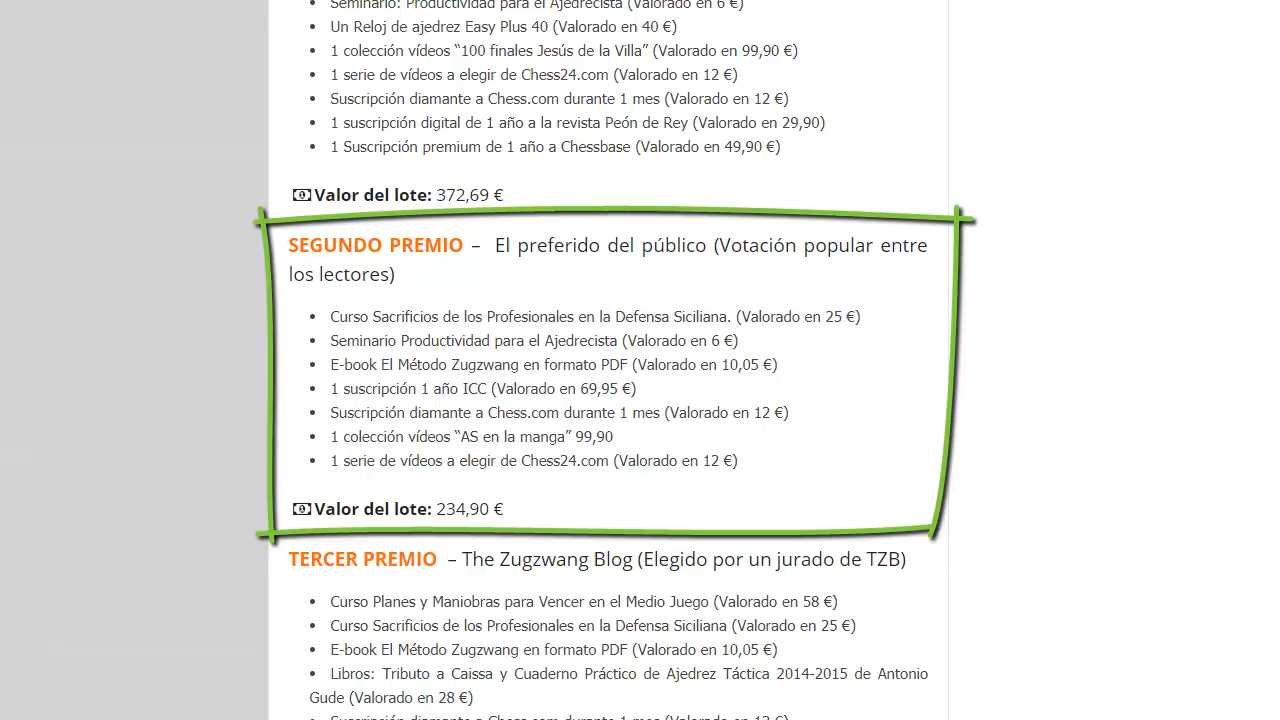 Seminario: Productividad para el Ajedrecista (Valorado en 6 €)
Un Reloj de ajedrez Easy Plus 40 (Valorado en 40 €)
1 colección vídeos “100 finales Jesús de la Villa” (Valorado en 99,90 €)
1 serie de vídeos a elegir de Chess24.com (Valorado en 12 €)
Suscripción diamante a Chess.com durante 1 mes (Valorado en 12 €)
1 suscripción digital de 1 año a la revista Peón de Rey (Valorado en 29,90)
1 Suscripción premium de 1 año a Chessbase (Valorado en 49,90 €)
Valor del lote: 372,69 €
SEGUNDO PREMIO – El preferido del público (Votación popular entre
los lectores)
Curso Sacrificios de los Profesionales en la Defensa Siciliana. (Valorado en 25 €)
Seminario Productividad para el Ajedrecista (Valorado en 6 €)
E-book El Método Zugzwang en formato PDF (Valorado en 10,05 €)
1 suscripción 1 año ICC (Valorado en 69,95 €)
Suscripción diamante a Chess.com durante 1 mes (Valorado en 12 €)
1 colección vídeos “AS en la manga” 99,90
1 serie de vídeos a elegir de Chess24.com (Valorado en 12 €)
Valor del lote: 234,90 €
TERCER PREMIO – The Zugzwang Blog (Elegido por un jurado de TZB)
Curso Planes y Maniobras para Vencer en el Medio Juego (Valorado en 58 €)
Curso Sacrificios de los Profesionales en la Defensa Siciliana (Valorado en 25 €)
E-book El Método Zugzwang en formato PDF (Valorado en 10,05 €)
Libros: Tributo a Caissa y Cuaderno Práctico de Ajedrez Táctica 2014-2015 de Antonio
Gude (Valorado en 28 €)
Suscripción diamante a Chess.com durante 1 mes (Valorado en 12 €)